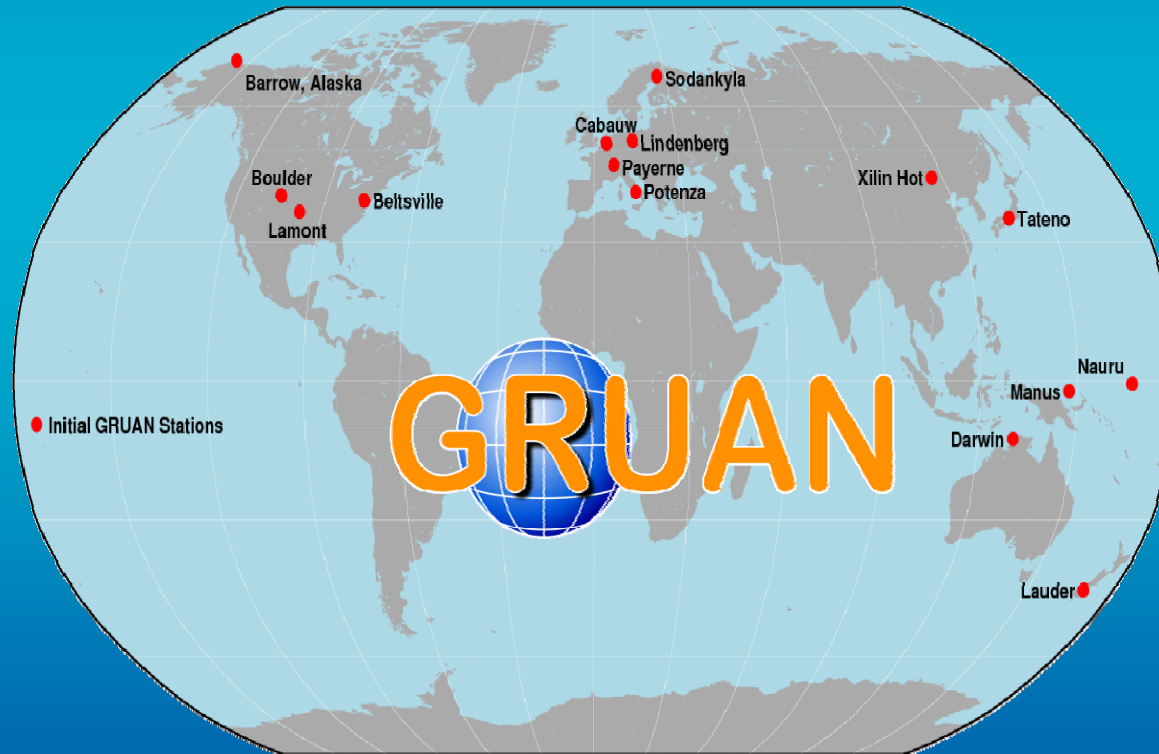 Barrow, Alaska
Sodankyla
Cabauw
Lindenberg
Payerne
Potenza
Boulder
Beltsville
Lamont
Xilin Hot
Tateno
Nauru
Manus
GRUAN
Initial GRUAN Stations
Darwin
Lauder